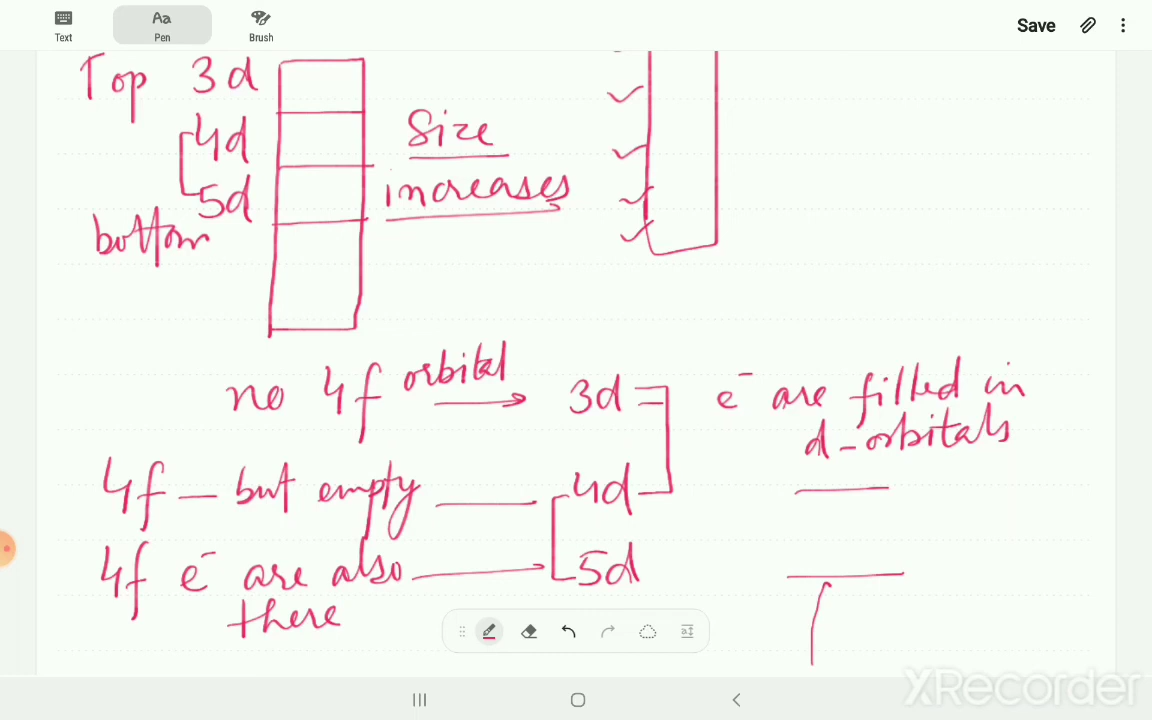 Text
Aa
Pen
Brush
Save
Top 3d
4d
5d
bottom
Size
increases
no 4f orbital → 3d
e⁻ are filled in
d-orbitals
4f - but empty — 4d
4f e⁻ are also — 5d
there
XRecorder